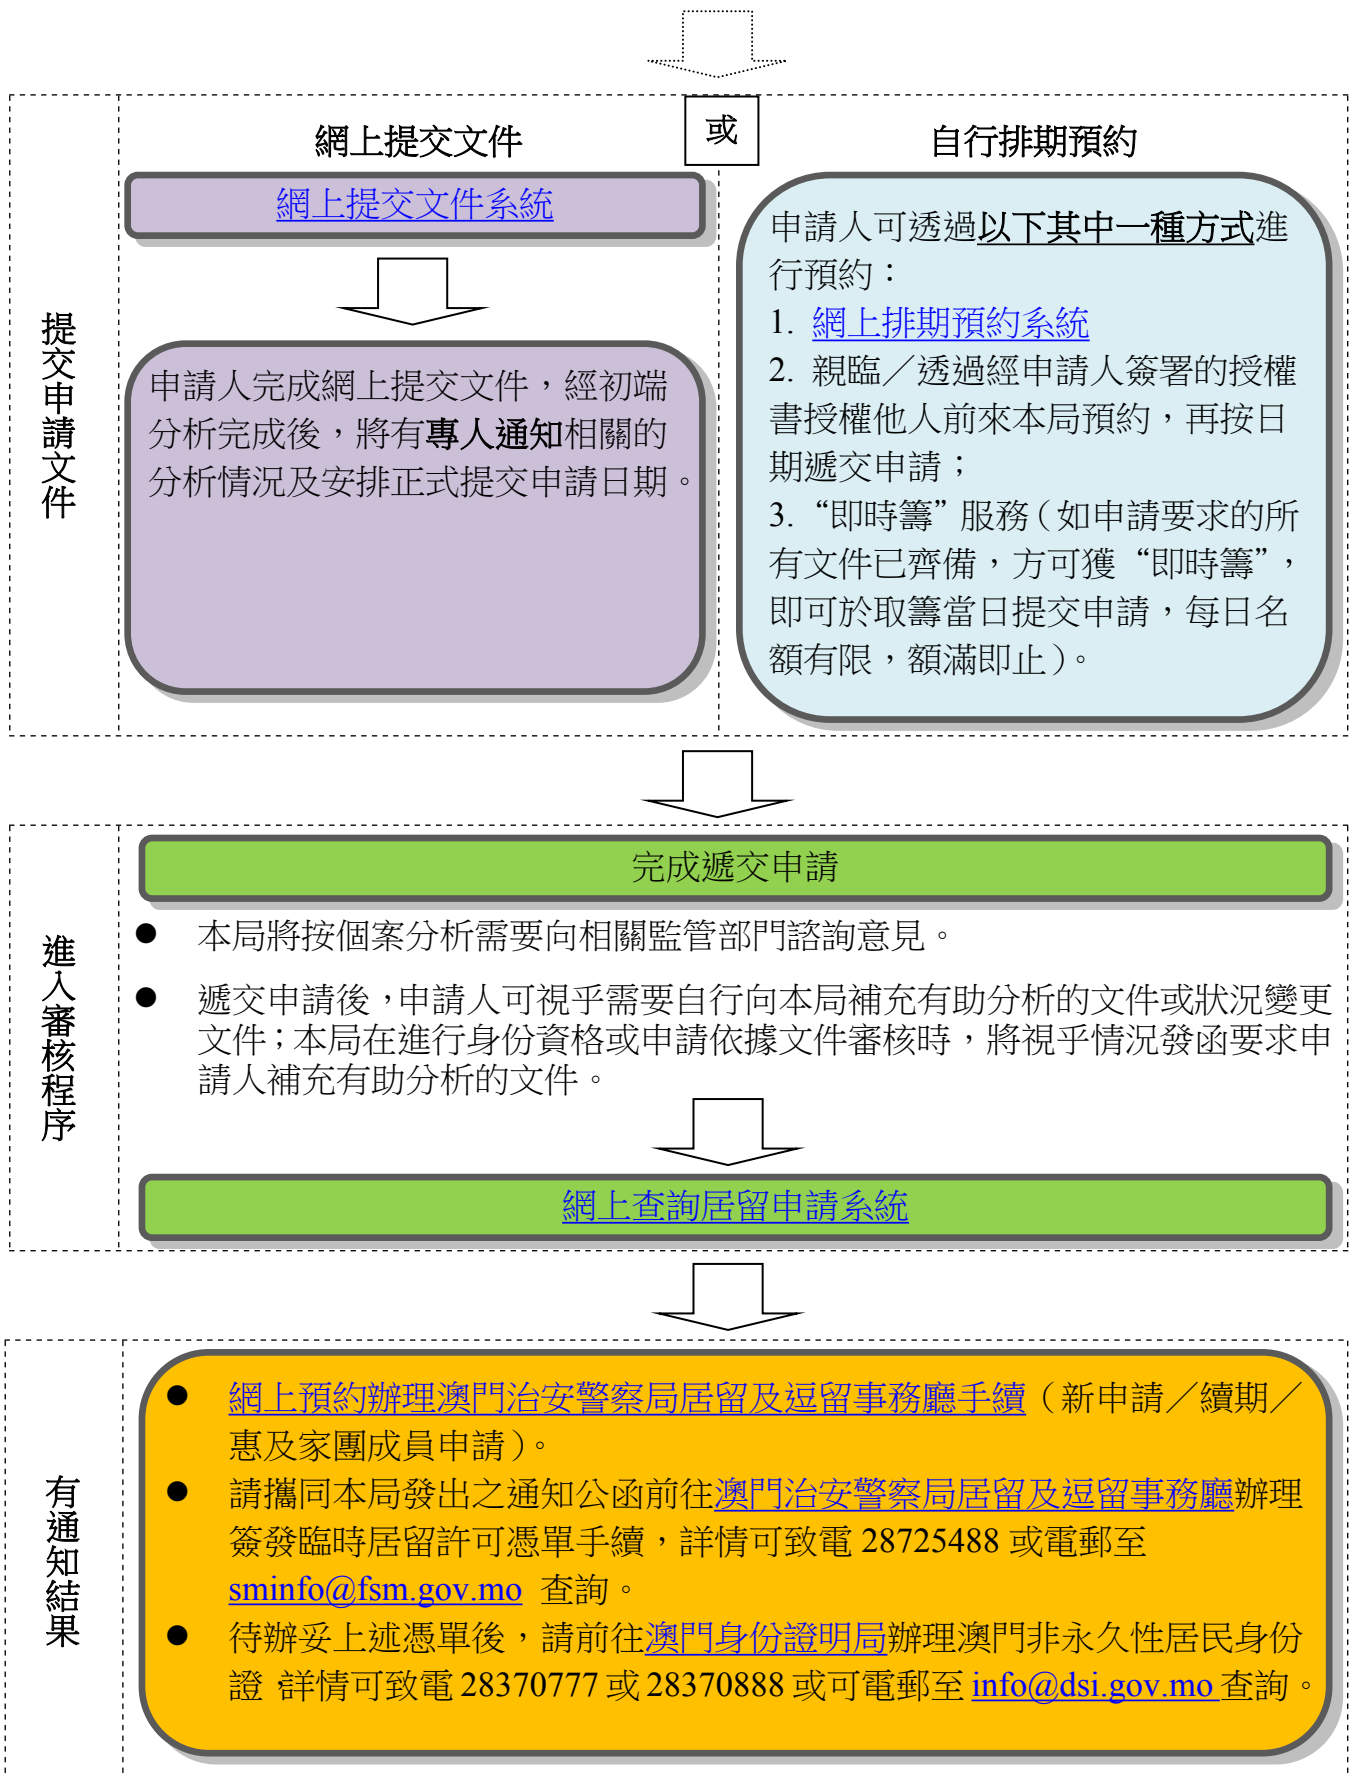 或
提交申請文件
網上提交文件
網上提交文件系統
申請人完成網上提交文件，經初端
分析完成後，將有專人通知相關的
分析情況及安排正式提交申請日期。
自行排期預約
申請人可透過以下其中一種方式進
行預約：
1. 網上排期預約系統
2. 親臨／透過經申請人簽署的授權
書授權他人前來本局預約，再按日
期遞交申請；
3. “即時籌”服務（如申請要求的所
有文件已齊備，方可獲“即時籌”，
即可於取籌當日提交申請，每日名
額有限，額滿即止）。
進入審核程序
完成遞交申請
● 本局將按個案分析需要向相關監管部門諮詢意見。
● 遞交申請後，申請人可視乎需要自行向本局補充有助分析的文件或狀況變更
文件；本局在進行身份資格或申請依據文件審核時，將視乎情況發函要求申
請人補充有助分析的文件。
網上查詢居留申請系統
有通知結果
● 網上預約辦理澳門治安警察局居留及逗留事務廳手續（新申請／續期／
惠及家團成員申請）。
● 請攜同本局發出之通知公函前往澳門治安警察局居留及逗留事務廳辦理
簽發臨時居留許可憑單手續，詳情可致電 28725488 或電郵至
sminfo@fsm.gov.mo 查詢。
● 待辦妥上述憑單後，請前往澳門身份證明局辦理澳門非永久性居民身份
證，詳情可致電 28370777 或 28370888 或可電郵至 info@dsi.gov.mo 查詢。